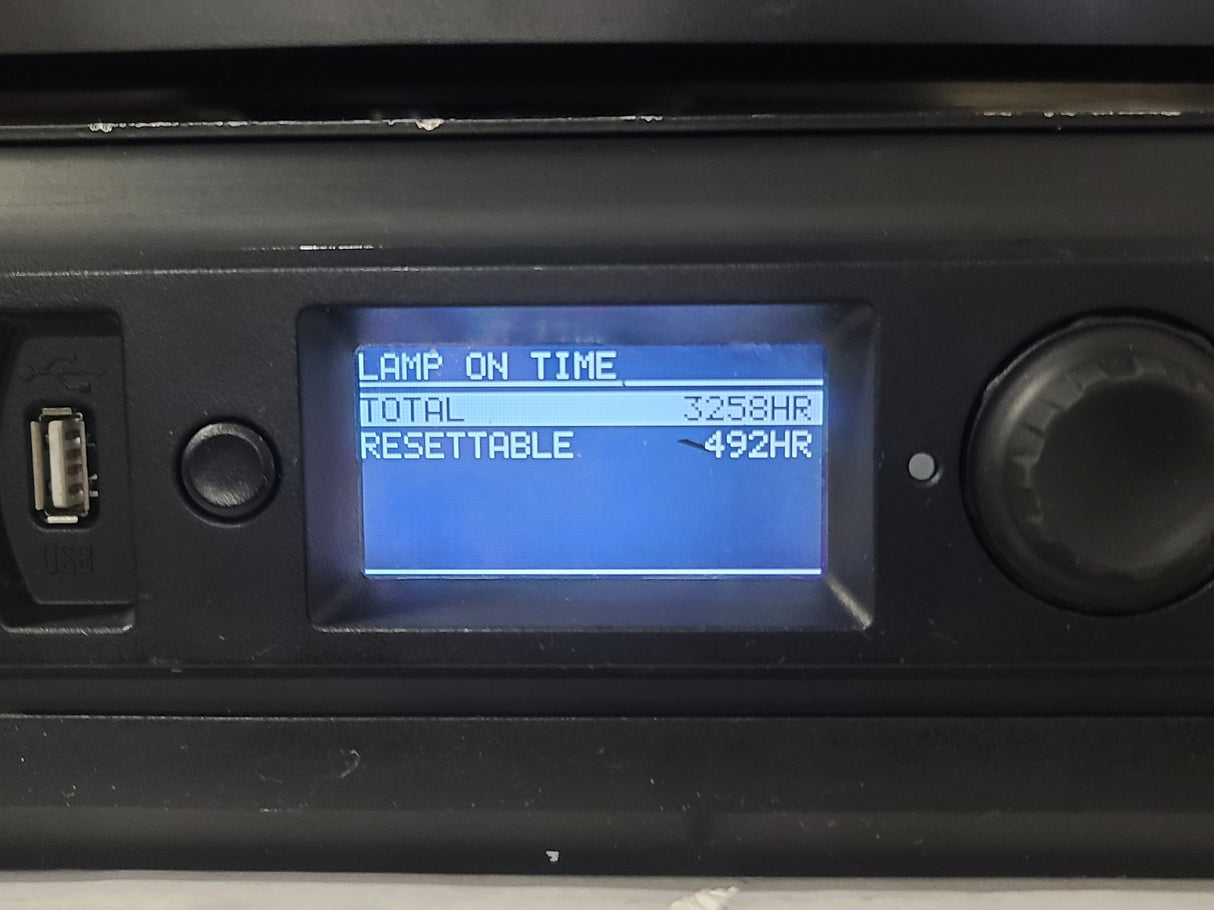 LAMP ON TIME
TOTAL 3258HR
RESETTABLE 492HR
USB